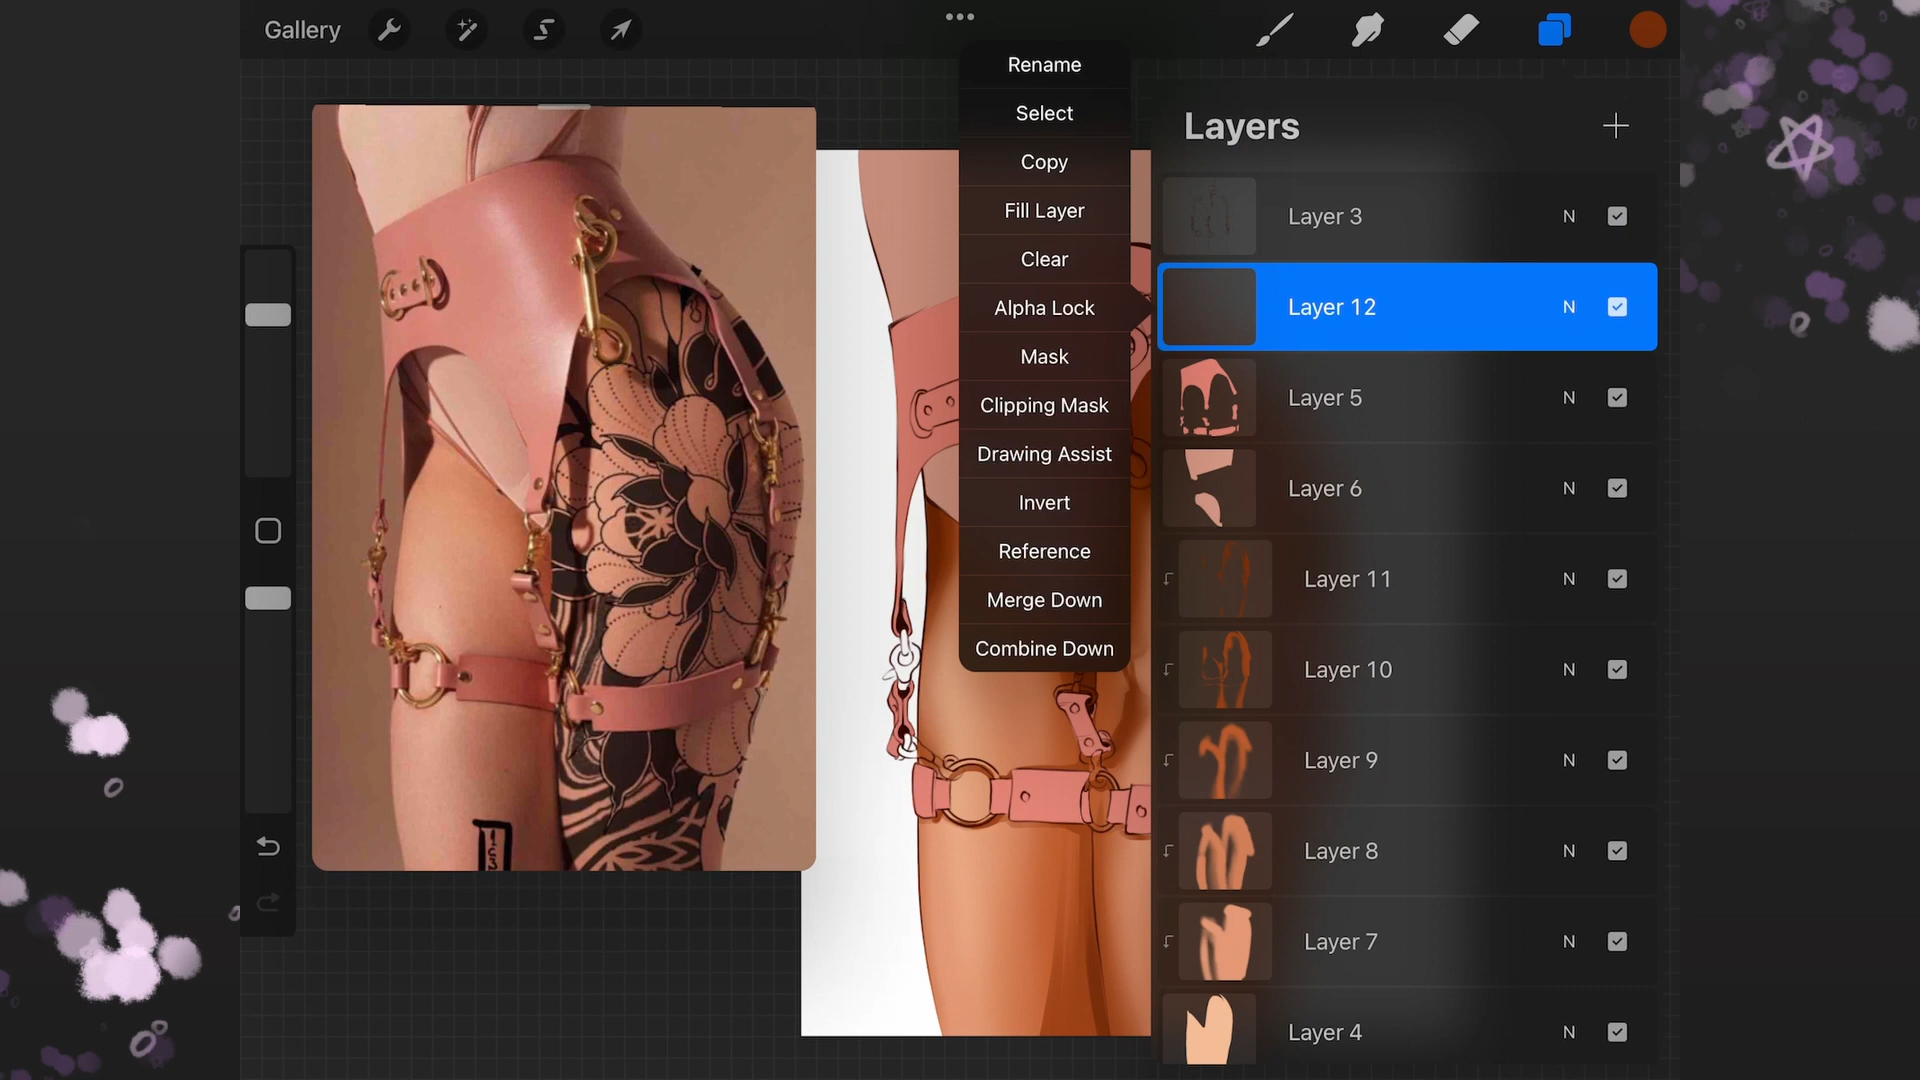 Gallery
Rename
Select
Copy
Fill Layer
Clear
Alpha Lock
Mask
Clipping Mask
Drawing Assist
Invert
Reference
Merge Down
Combine Down
Layers
Layer 3 N
Layer 12 N
Layer 5 N
Layer 6 N
Layer 11 N
Layer 10 N
Layer 9 N
Layer 8 N
Layer 7 N
Layer 4 N